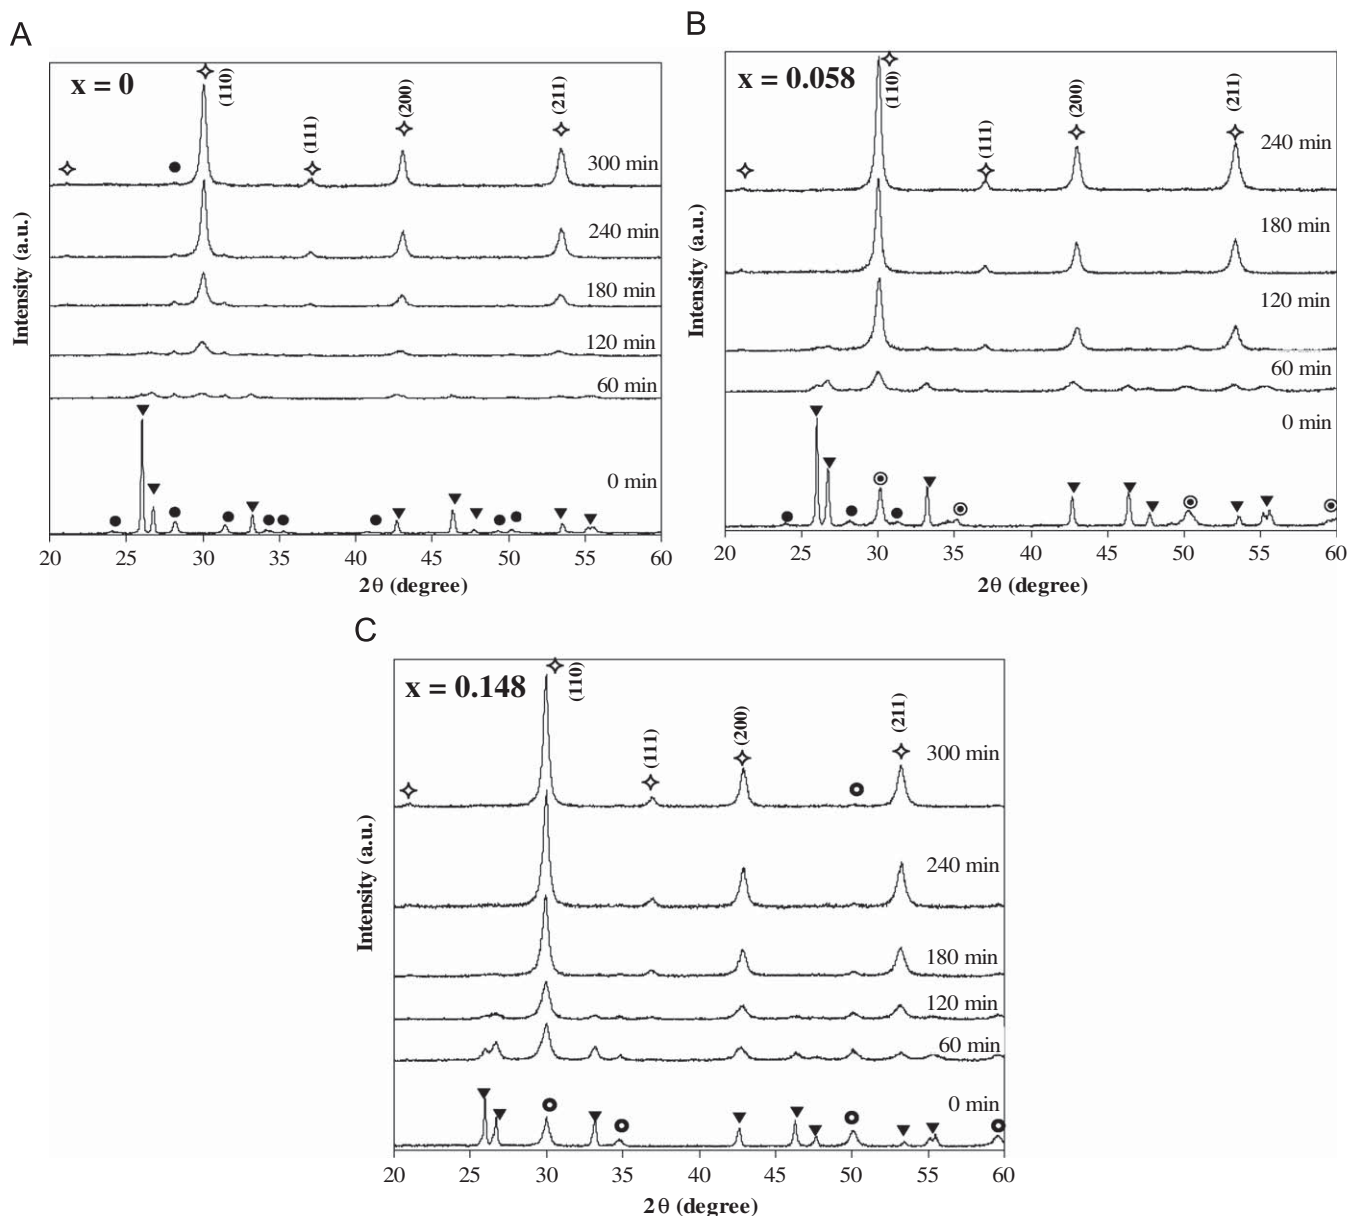 A
x = 0
(110)
(111)
(200)
(211)
300 min
240 min
180 min
120 min
60 min
0 min
Intensity (a.u.)
20 25 30 35 40 45 50 55 60
2θ (degree)
B
x = 0.058
(110)
(111)
(200)
(211)
240 min
180 min
120 min
60 min
0 min
Intensity (a.u.)
20 25 30 35 40 45 50 55 60
2θ (degree)
C
x = 0.148
(110)
(111)
(200)
(211)
300 min
240 min
180 min
120 min
60 min
0 min
Intensity (a.u.)
20 25 30 35 40 45 50 55 60
2θ (degree)